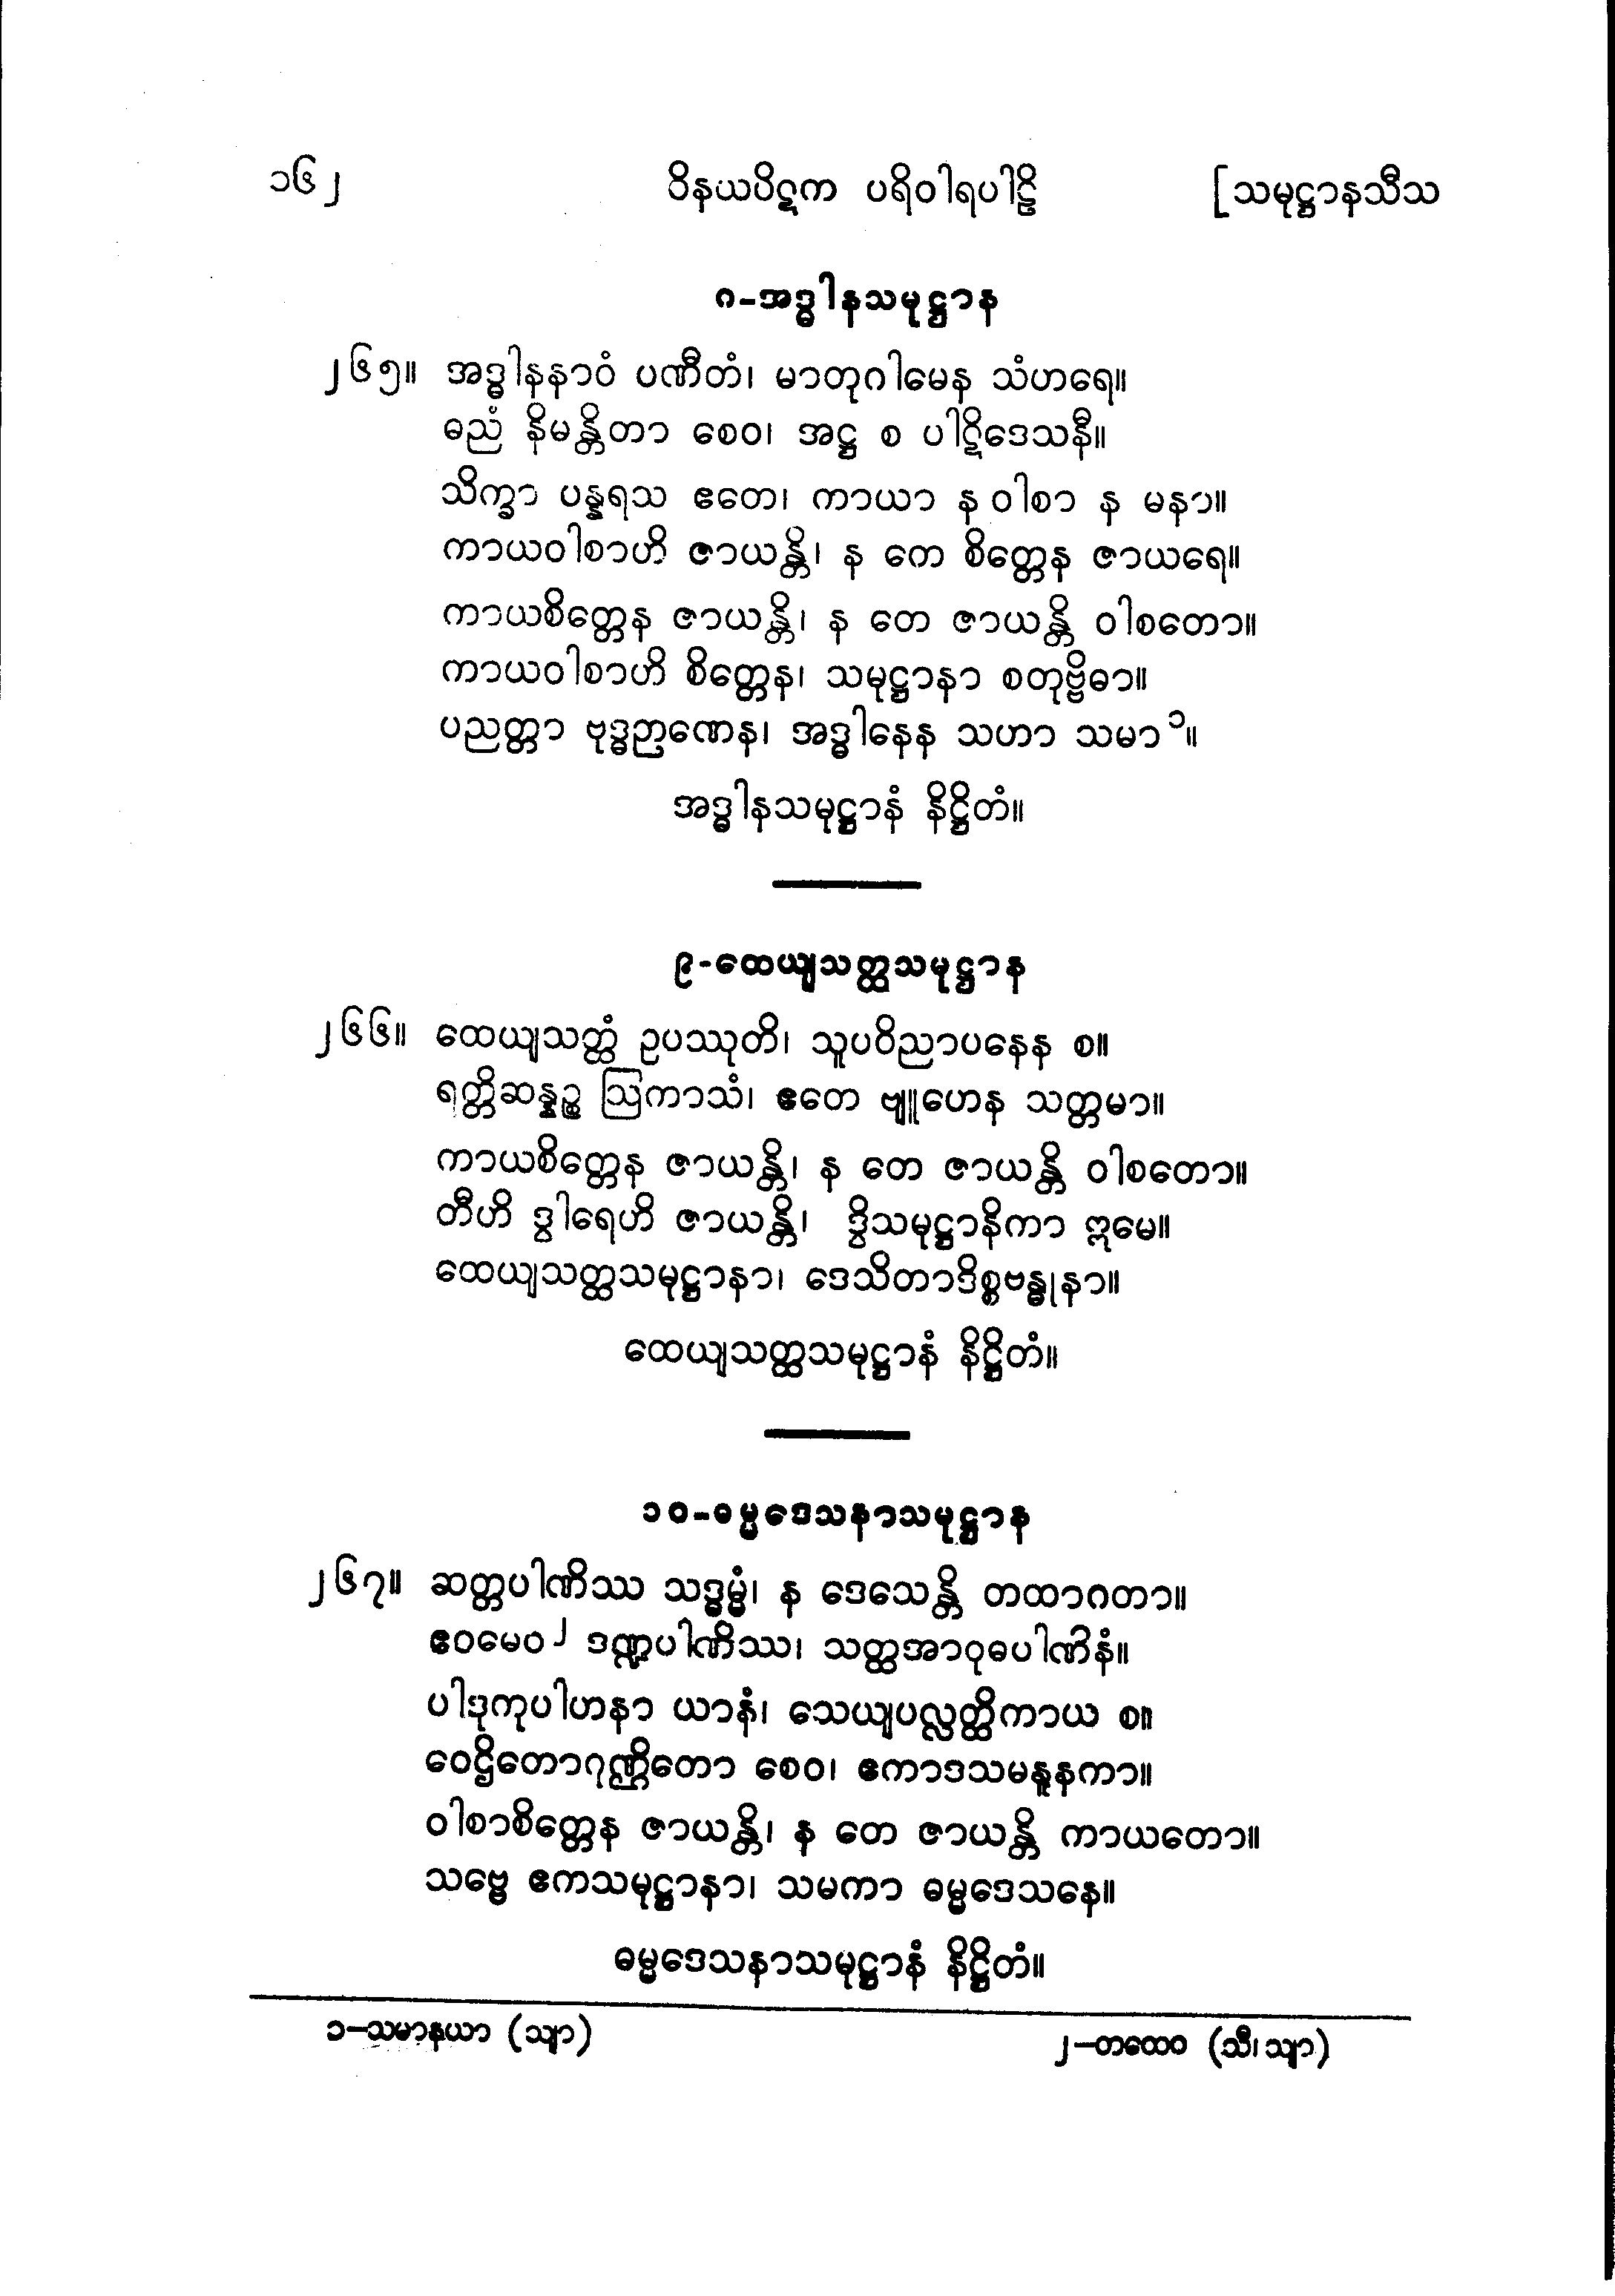 ၁၆၂ ဝိနယပိဋက ပရိဝါရပါဠိ [သမုဋ္ဌာနသီသ
၈-အဒ္ဓါနသမုဋ္ဌာန
၂၆၅။ အဒ္ဓါနနာဝံ ပဏီတံ၊ မာတုဂါမေန သံဟရေ။
ဓညံ နိမန္တိတာ စေဝ၊ အဋ္ဌ စ ပါဋိဒေသနီ။
သိက္ခာ ပန္နရသ ဧတေ၊ ကာယာ န ဝါစာ န မနာ။
ကာယဝါစာဟိ ဇာယန္တိ၊ န ကေ စိတ္တေန ဇာယရေ။
ကာယစိတ္တေန ဇာယန္တိ၊ န တေ ဇာယန္တိ ဝါစတော။
ကာယဝါစာဟိ စိတ္တေန၊ သမုဋ္ဌာနာ စတုဗ္ဗိဓာ။
ပညတ္တာ ဗုဒ္ဓဉာဏေန၊ အဒ္ဓါနေန သဟာ သမာ ၁။
အဒ္ဓါနသမုဋ္ဌာနံ နိဋ္ဌိတံ။
၉-ထေယျသတ္ထသမုဋ္ဌာန
၂၆၆။ ထေယျသတ္ထံ ဥပဿုတိ၊ သူပဝိညာပနေန စ။
ရတ္တိဆန္နဉ္စ ဩကာသံ၊ ဧတေ ဗျူဟေန သတ္တမာ။
ကာယစိတ္တေန ဇာယန္တိ၊ န တေ ဇာယန္တိ ဝါစတော။
တီဟိ ဒွါရေဟိ ဇာယန္တိ၊ ဒွိသမုဋ္ဌာနိကာ ဣမေ။
ထေယျသတ္ထသမုဋ္ဌာနာ၊ ဒေသိတာဒိစ္စဗန္ဓုနာ။
ထေယျသတ္ထသမုဋ္ဌာနံ နိဋ္ဌိတံ။
၁၀-ဓမ္မဒေသနာသမုဋ္ဌာန
၂၆၇။ ဆတ္တပါဏိဿ သဒ္ဓမ္မံ၊ န ဒေသေန္တိ တထာဂတာ။
ဧဝမေဝ ၂ ဒဏ္ဍပါဏိဿ၊ သတ္ထအာဝုဓပါဏိနံ။
ပါဒုကုပါဟနာ ယာနံ၊ သေယျပလ္လတ္ထိကာယ စ။
ဝေဌိတောဂုဏ္ဌိတော စေဝ၊ ဧကာဒသမနူနကာ။
ဝါစာစိတ္တေန ဇာယန္တိ၊ န တေ ဇာယန္တိ ကာယတော။
သဗ္ဗေ ဧကသမုဋ္ဌာနာ၊ သမကာ ဓမ္မဒေသနေ။
ဓမ္မဒေသနာသမုဋ္ဌာနံ နိဋ္ဌိတံ။
၁−သမာနယာ (သျာ) ၂−တထေဝ (သီ၊သျာ)